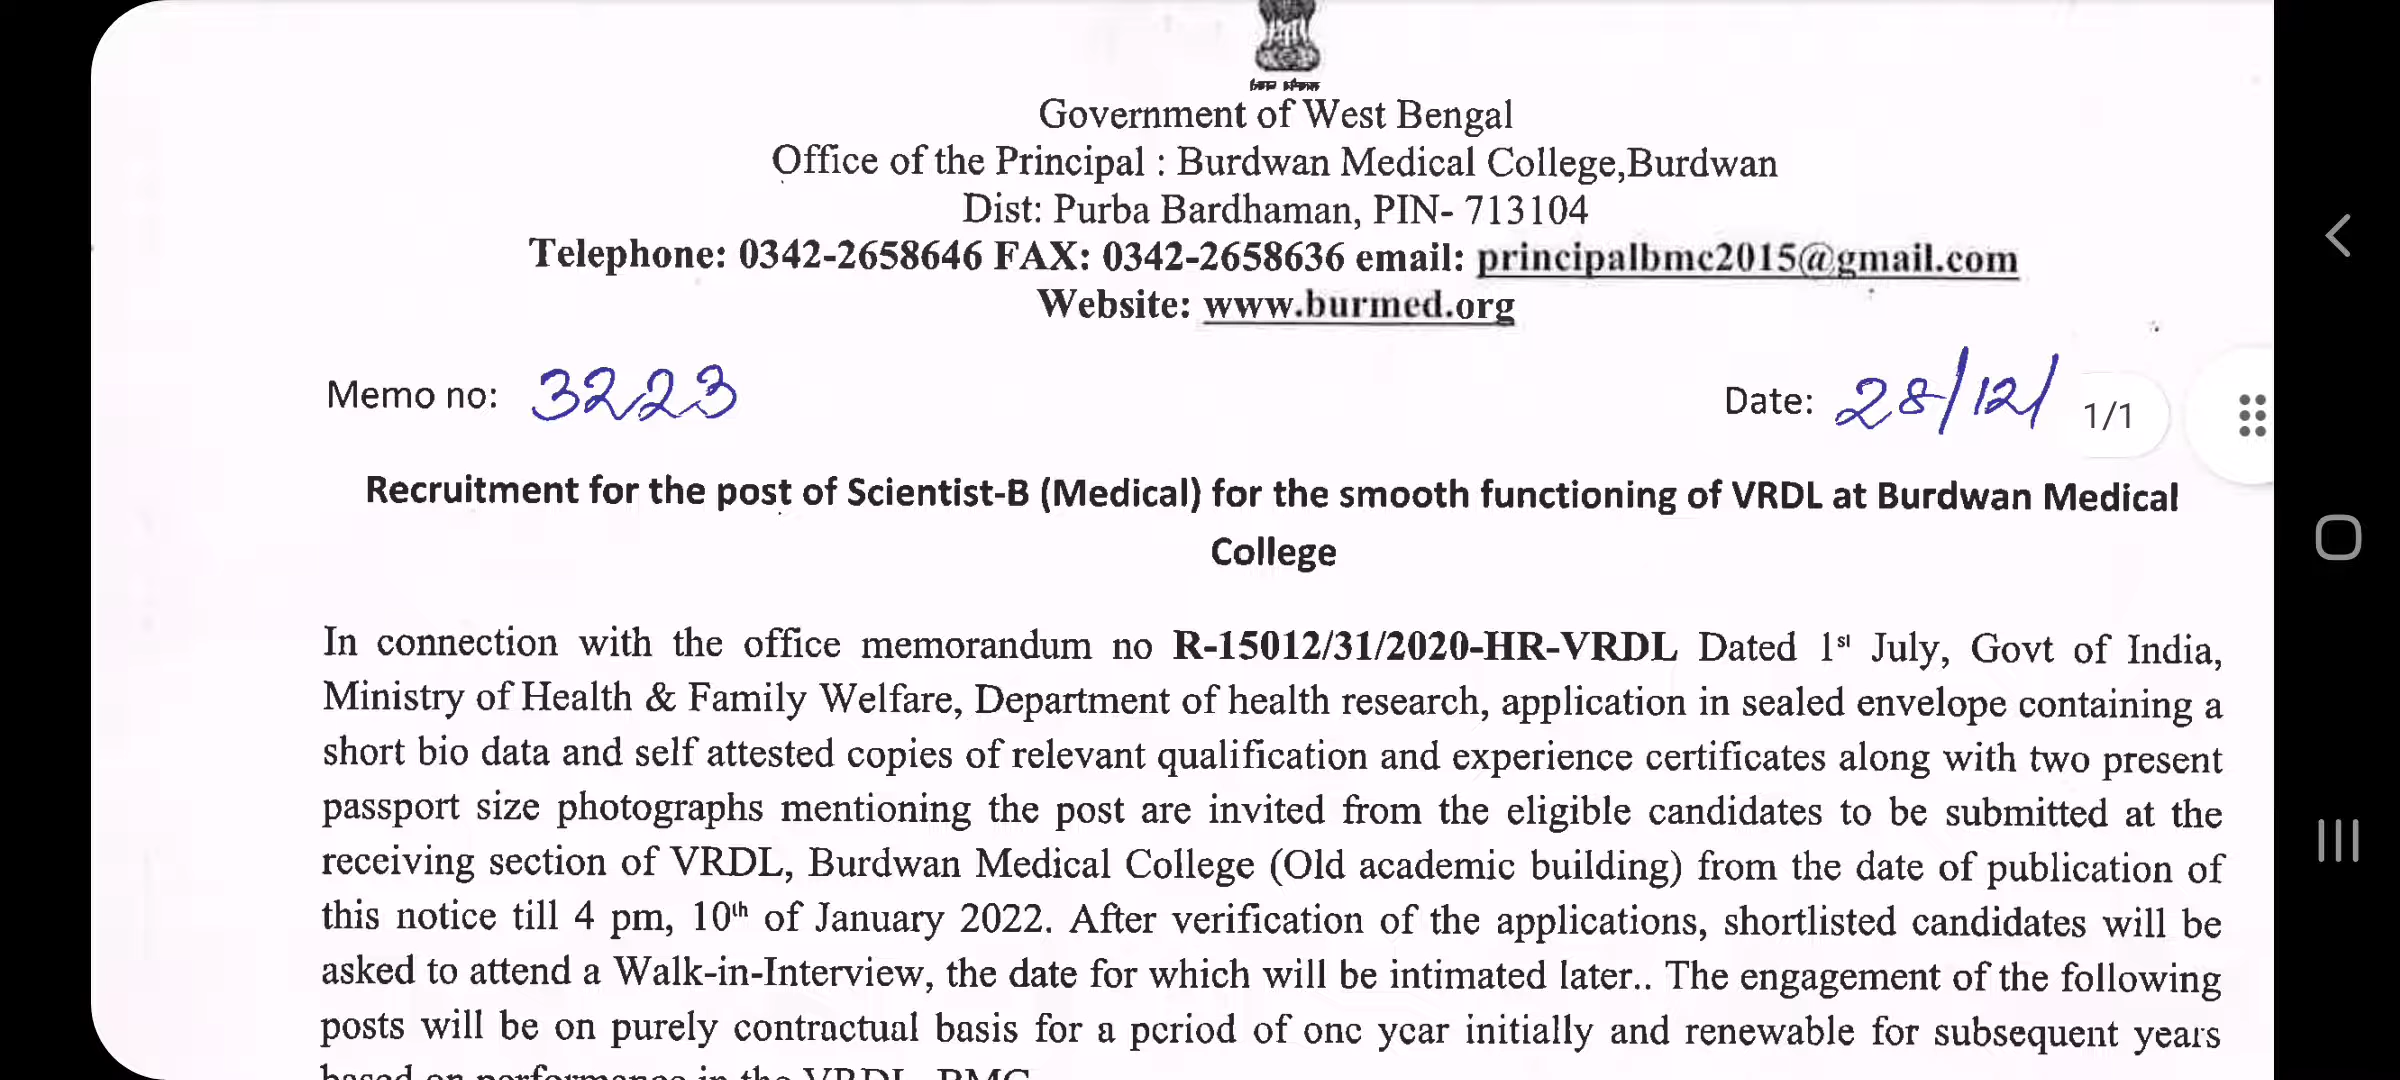 Government of West Bengal
Office of the Principal : Burdwan Medical College,Burdwan
Dist: Purba Bardhaman, PIN- 713104
Telephone: 0342-2658646 FAX: 0342-2658636 email: principalbmc2015@gmail.com
Website: www.burmed.org
Memo no: 3223
Date: 28/12/
1/1
Recruitment for the post of Scientist-B (Medical) for the smooth functioning of VRDL at Burdwan Medical
College
In connection with the office memorandum no R-15012/31/2020-HR-VRDL Dated 1st July, Govt of India,
Ministry of Health & Family Welfare, Department of health research, application in sealed envelope containing a
short bio data and self attested copies of relevant qualification and experience certificates along with two present
passport size photographs mentioning the post are invited from the eligible candidates to be submitted at the
receiving section of VRDL, Burdwan Medical College (Old academic building) from the date of publication of
this notice till 4 pm, 10th of January 2022. After verification of the applications, shortlisted candidates will be
asked to attend a Walk-in-Interview, the date for which will be intimated later.. The engagement of the following
posts will be on purely contractual basis for a period of one year initially and renewable for subsequent years
based on performance in the VRDL, BMC